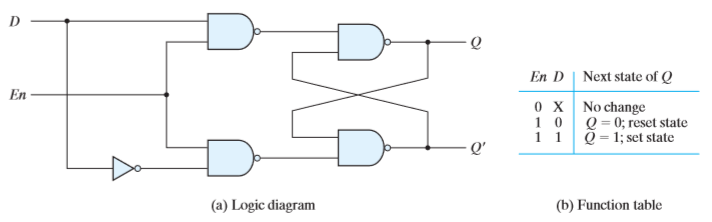 D
Q
En
Q′
(a) Logic diagram
En D Next state of Q
0 X No change
1 0 Q = 0; reset state
1 1 Q = 1; set state
(b) Function table